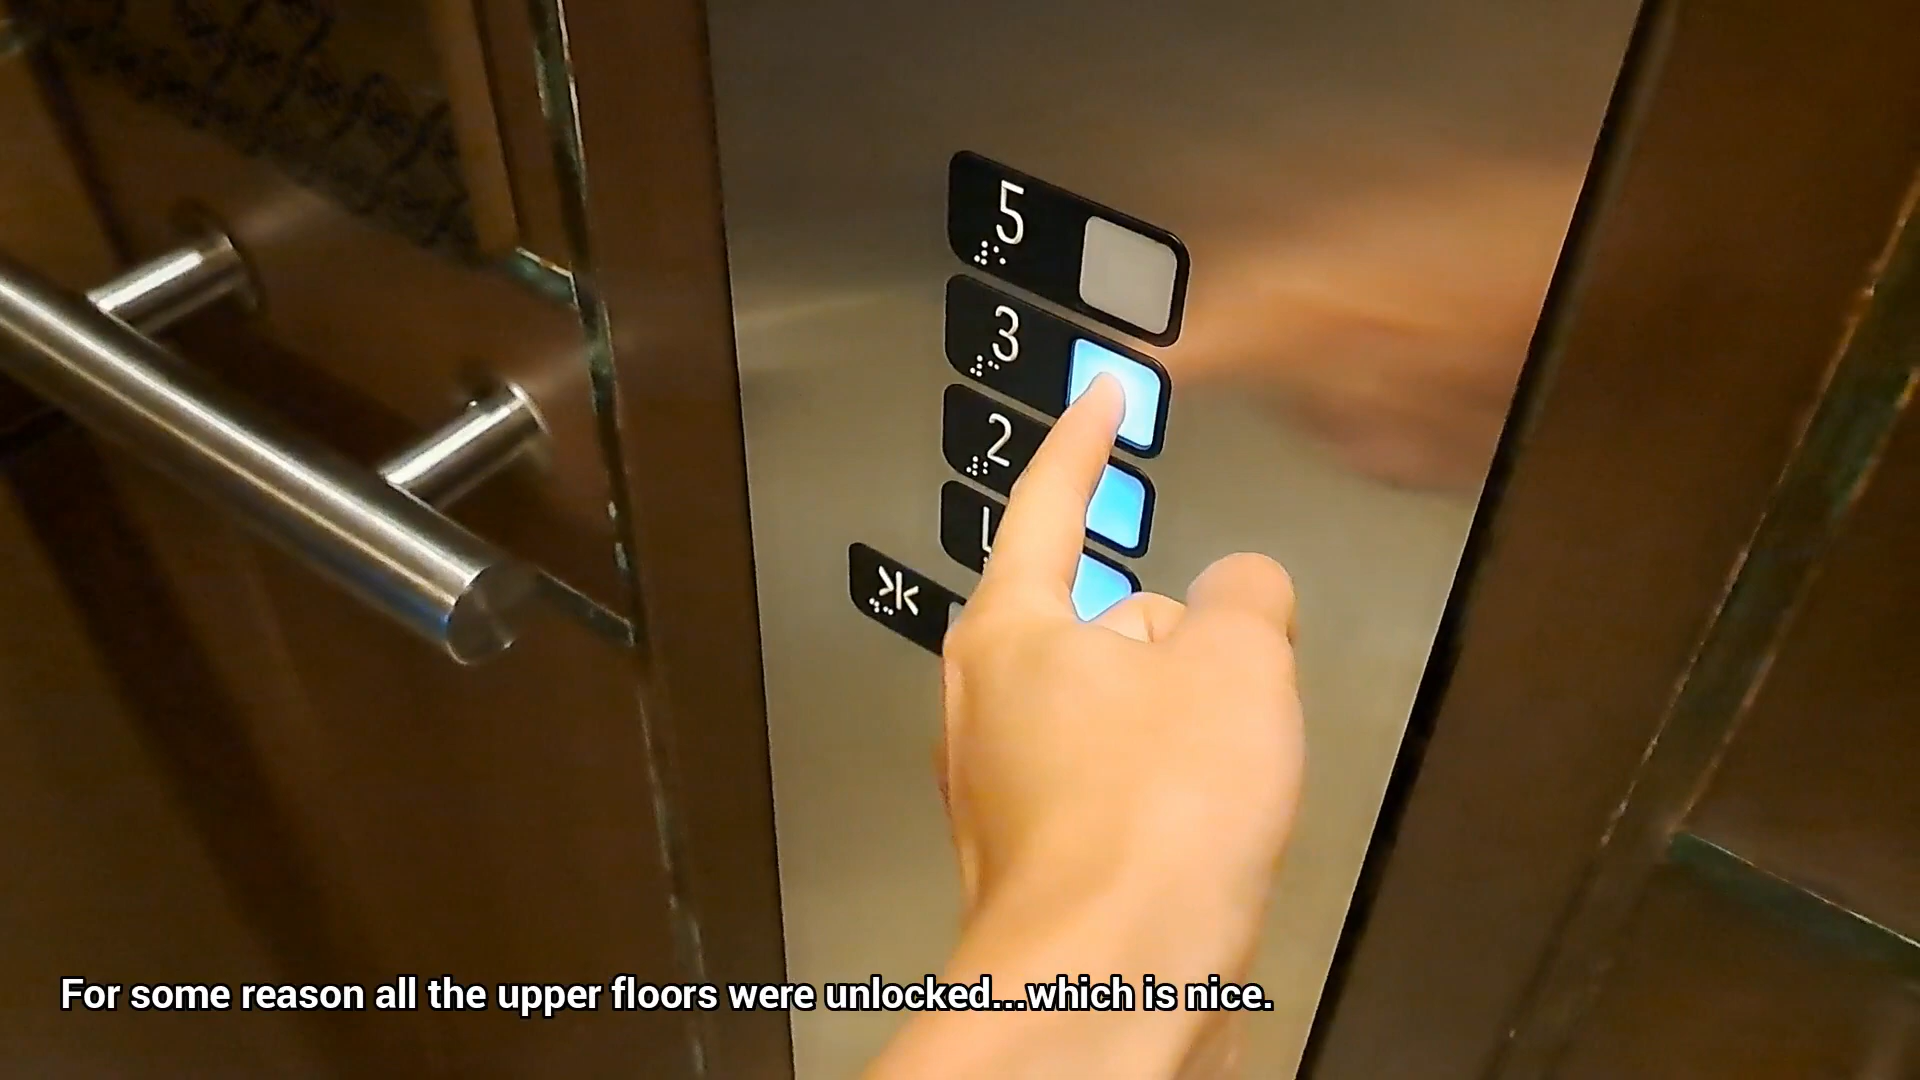 5
3
2
L
For some reason all the upper floors were unlocked...which is nice.